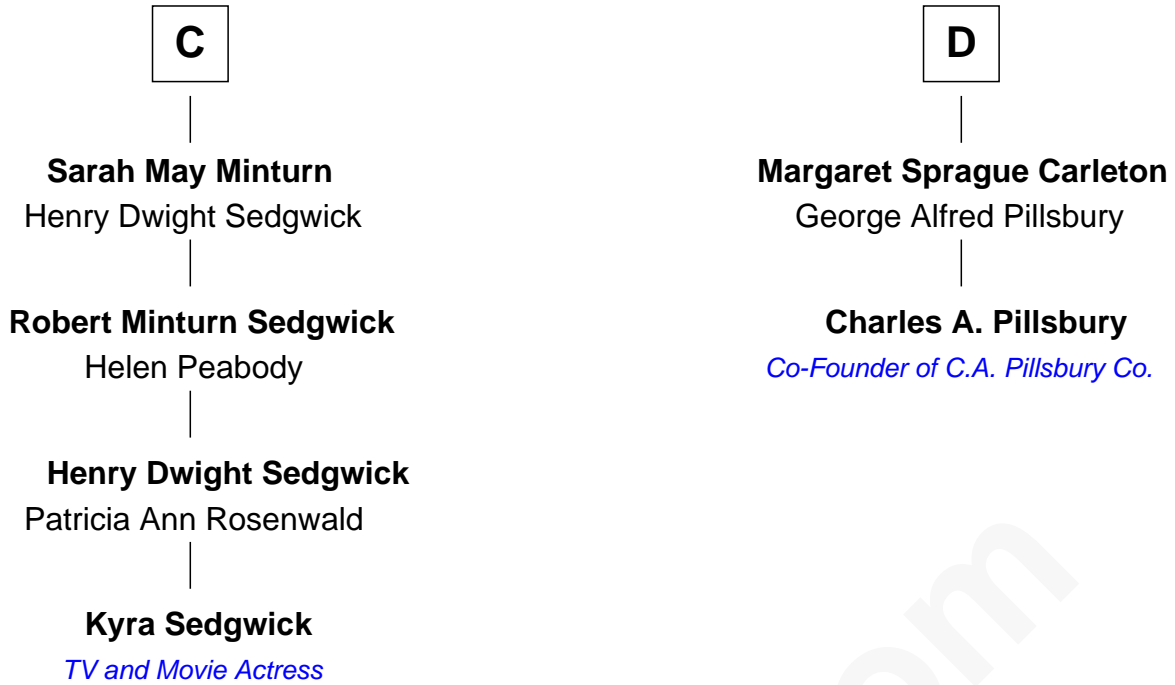 C
Sarah May Minturn
Henry Dwight Sedgwick
Robert Minturn Sedgwick
Helen Peabody
Henry Dwight Sedgwick
Patricia Ann Rosenwald
Kyra Sedgwick
TV and Movie Actress
D
Margaret Sprague Carleton
George Alfred Pillsbury
Charles A. Pillsbury
Co-Founder of C.A. Pillsbury Co.
om